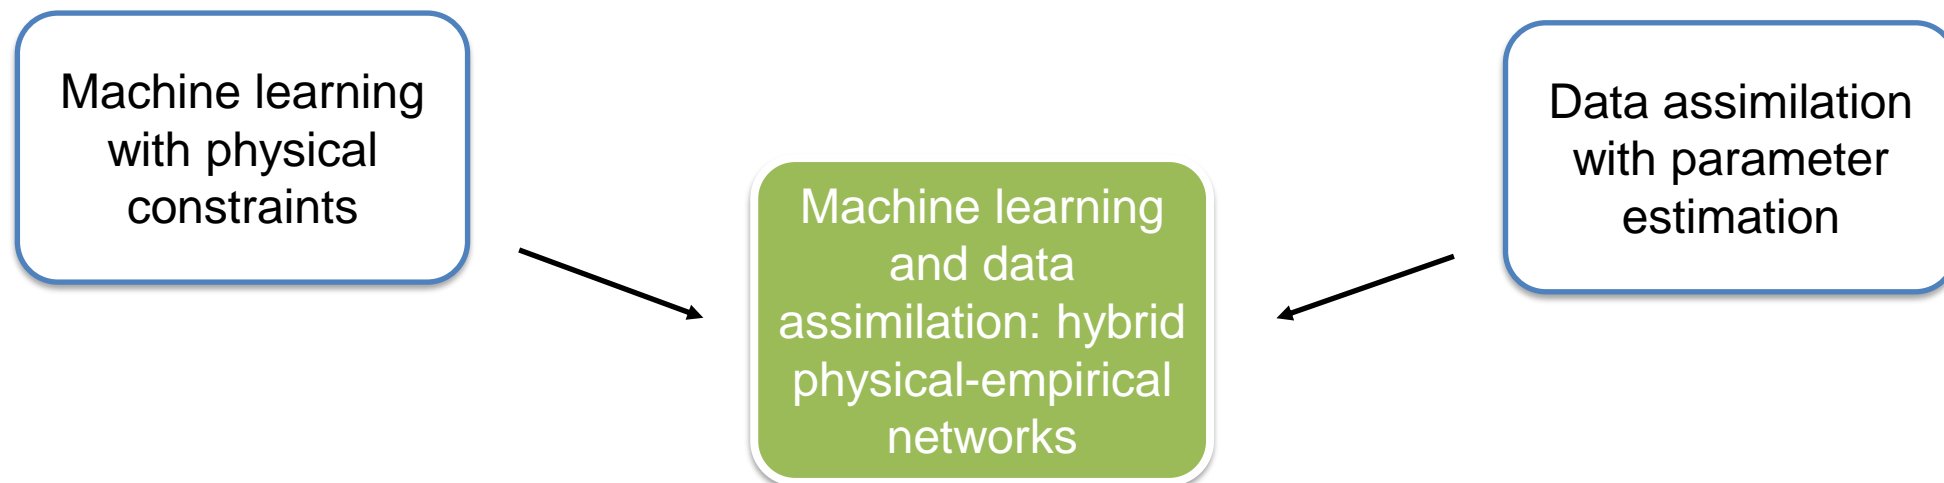 Machine learning
with physical
constraints
Machine learning
and data
assimilation: hybrid
physical-empirical
networks
Data assimilation
with parameter
estimation